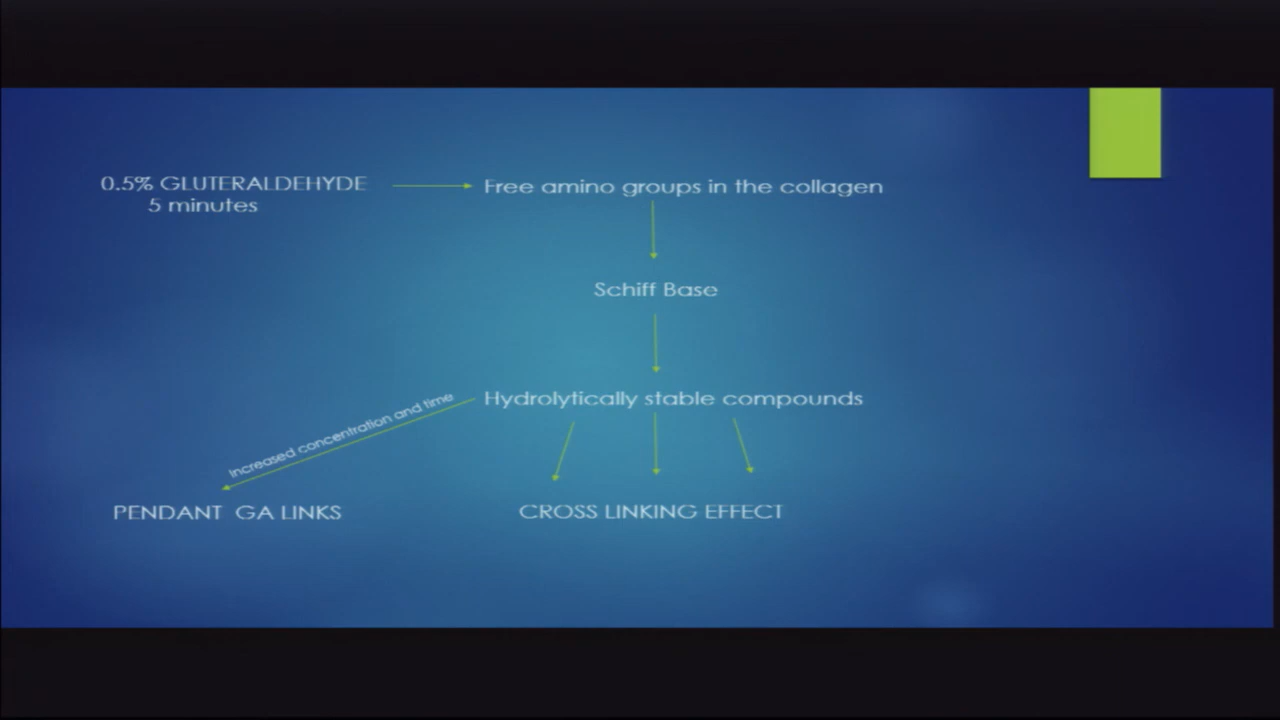 0.5% GLUTERALDEHYDE
5 minutes
Free amino groups in the collagen
Schiff Base
Hydrolytically stable compounds
Increased concentration and time
PENDANT GA LINKS
CROSS LINKING EFFECT